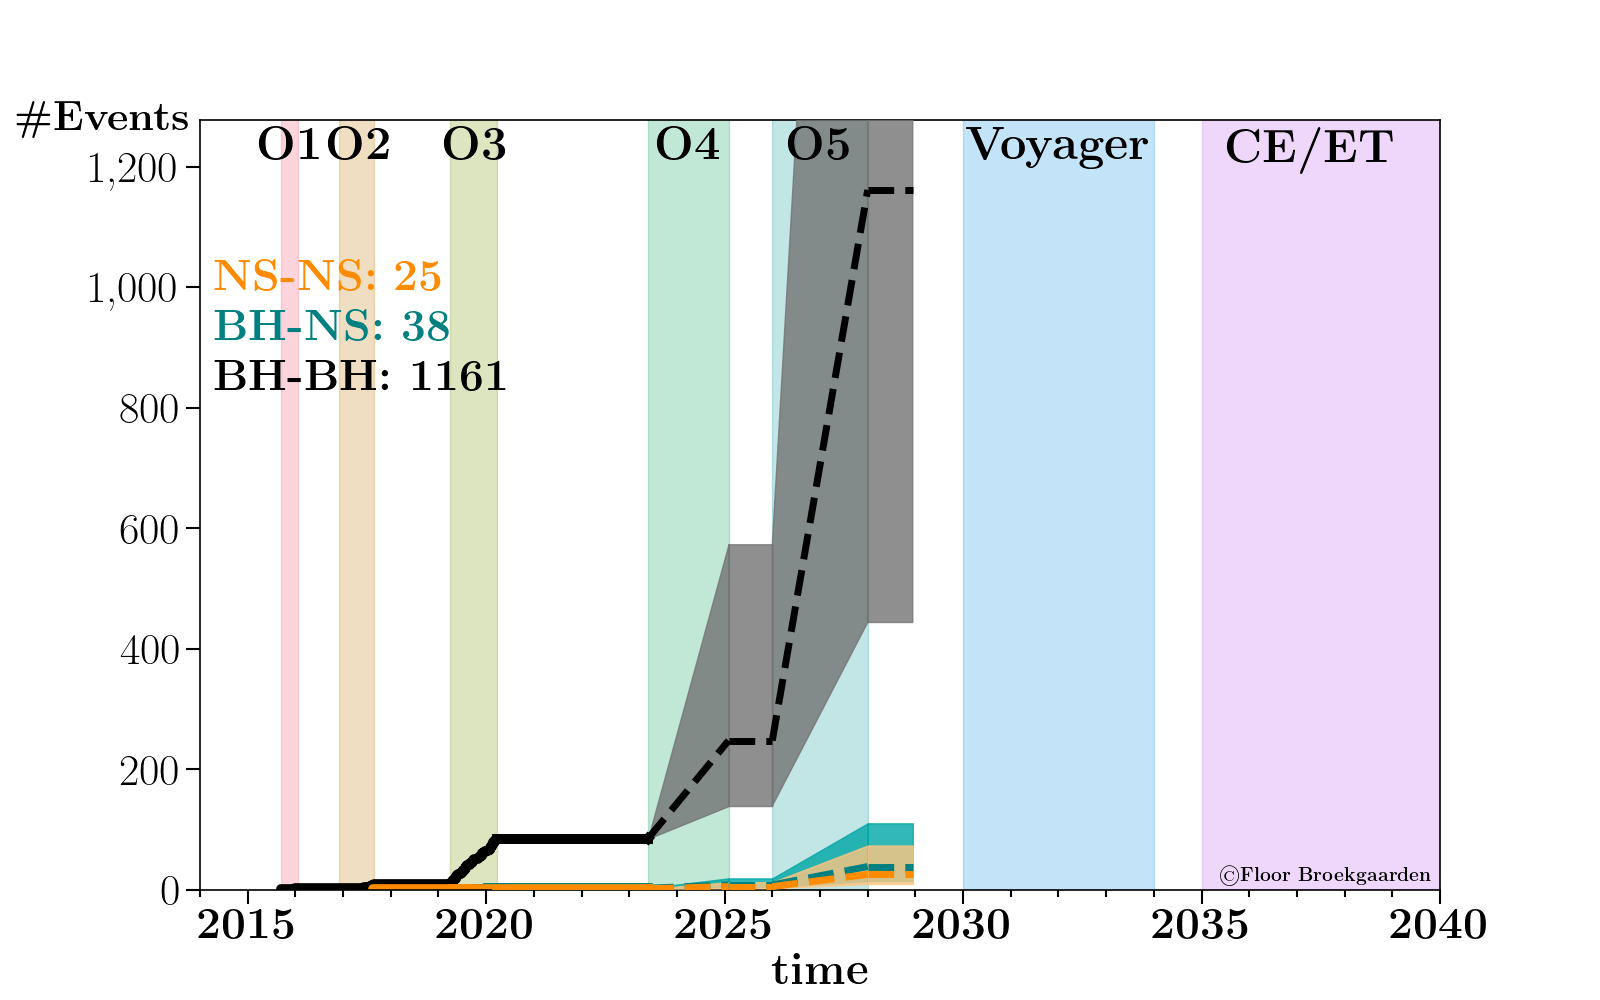 #Events
O1 O2 O3 O4 O5 Voyager CE/ET
1,200
1,000
NS-NS: 25
BH-NS: 38
BH-BH: 1161
800
600
400
200
0
©Floor Broekgaarden
2015 2020 2025 2030 2035 2040
time